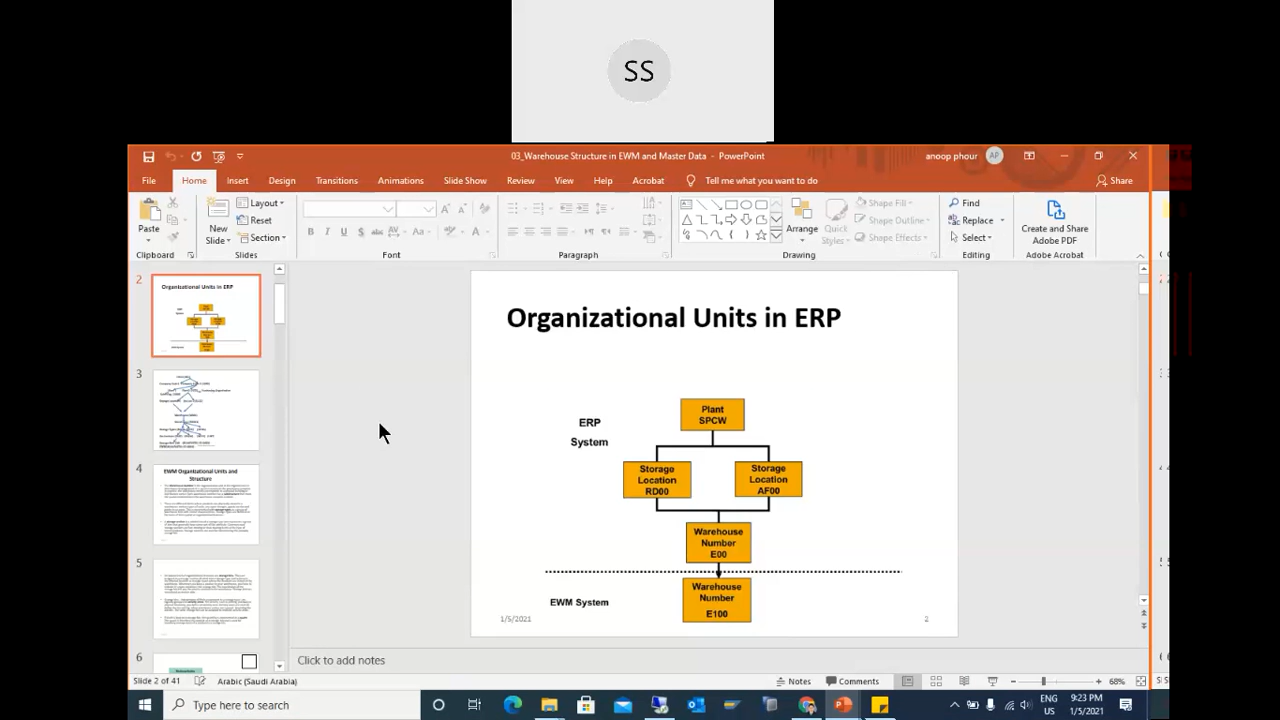 SS
03_Warehouse Structure in EWM and Master Data - PowerPoint
anoop phour
AP
File
Home
Insert
Design
Transitions
Animations
Slide Show
Review
View
Help
Acrobat
Tell me what you want to do
Share
Paste
New
Slide
Layout
Reset
Section
Arrange
Quick
Styles
Shape Fill
Shape Outline
Shape Effects
Find
Replace
Select
Create and Share
Adobe PDF
Clipboard
Slides
Font
Paragraph
Drawing
Editing
Adobe Acrobat
2
Organizational Units in ERP
3
4
EWM Organizational Units and
Structure
5
6
Organizational Units in ERP
ERP
System
Plant
SPCW
Storage
Location
RD00
Storage
Location
AF00
Warehouse
Number
E00
EWM System
Warehouse
Number
E100
1/5/2021
2
Click to add notes
Slide 2 of 41
Arabic (Saudi Arabia)
Notes
Comments
68%
Type here to search
ENG
US
9:23 PM
1/5/2021